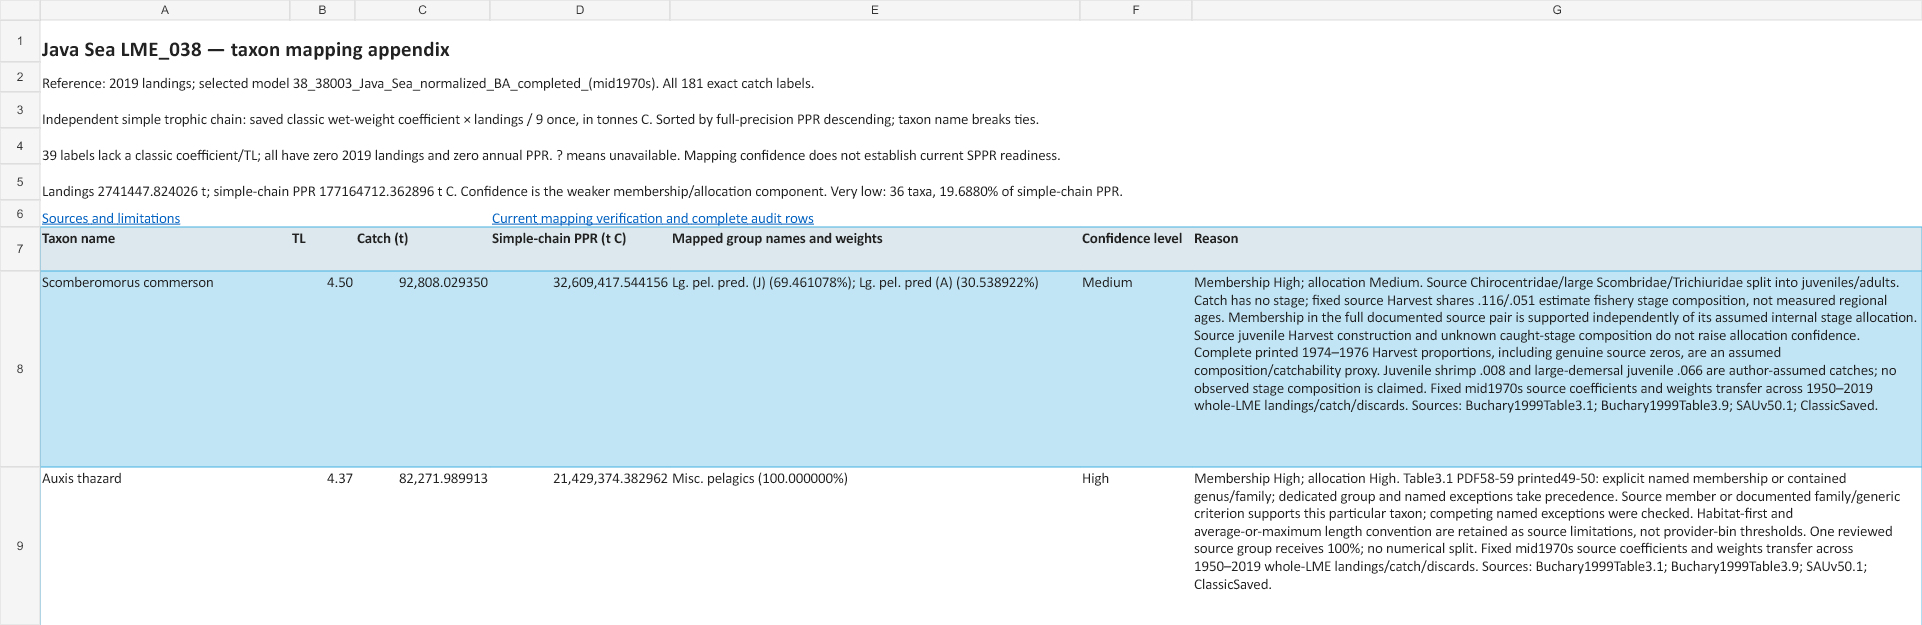 A B C D E F G
1 Java Sea LME_038 — taxon mapping appendix
2 Reference: 2019 landings; selected model 38_38003_Java_Sea_normalized_BA_completed_(mid1970s). All 181 exact catch labels.
3 Independent simple trophic chain: saved classic wet-weight coefficient × landings / 9 once, in tonnes C. Sorted by full-precision PPR descending; taxon name breaks ties.
4 39 labels lack a classic coefficient/TL; all have zero 2019 landings and zero annual PPR. ? means unavailable. Mapping confidence does not establish current SPPR readiness.
5 Landings 2741447.824026 t; simple-chain PPR 177164712.362896 t C. Confidence is the weaker membership/allocation component. Very low: 36 taxa, 19.6880% of simple-chain PPR.
6 Sources and limitations Current mapping verification and complete audit rows
7 Taxon name TL Catch (t) Simple-chain PPR (t C) Mapped group names and weights Confidence level Reason
8 Scomberomorus commerson 4.50 92,808.029350 32,609,417.544156 Lg. pel. pred. (J) (69.461078%); Lg. pel. pred (A) (30.538922%) Medium Membership High; allocation Medium. Source Chirocentridae/large Scombridae/Trichiuridae split into juveniles/adults.
Catch has no stage; fixed source Harvest shares .116/.051 estimate fishery stage composition, not measured regional
ages. Membership in the full documented source pair is supported independently of its assumed internal stage allocation.
Source juvenile Harvest construction and unknown caught-stage composition do not raise allocation confidence.
Complete printed 1974–1976 Harvest proportions, including genuine source zeros, are an assumed
composition/catchability proxy. Juvenile shrimp .008 and large-demersal juvenile .066 are author-assumed catches; no
observed stage composition is claimed. Fixed mid1970s source coefficients and weights transfer across 1950–2019
whole-LME landings/catch/discards. Sources: Buchary1999Table3.1; Buchary1999Table3.9; SAUv50.1; ClassicSaved.
9 Auxis thazard 4.37 82,271.989913 21,429,374.382962 Misc. pelagics (100.000000%) High Membership High; allocation High. Table3.1 PDF58-59 printed49-50: explicit named membership or contained
genus/family; dedicated group and named exceptions take precedence. Source member or documented family/generic
criterion supports this particular taxon; competing named exceptions were checked. Habitat-first and
average-or-maximum length convention are retained as source limitations, not provider-bin thresholds. One reviewed
source group receives 100%; no numerical split. Fixed mid1970s source coefficients and weights transfer across
1950–2019 whole-LME landings/catch/discards. Sources: Buchary1999Table3.1; Buchary1999Table3.9; SAUv50.1;
ClassicSaved.